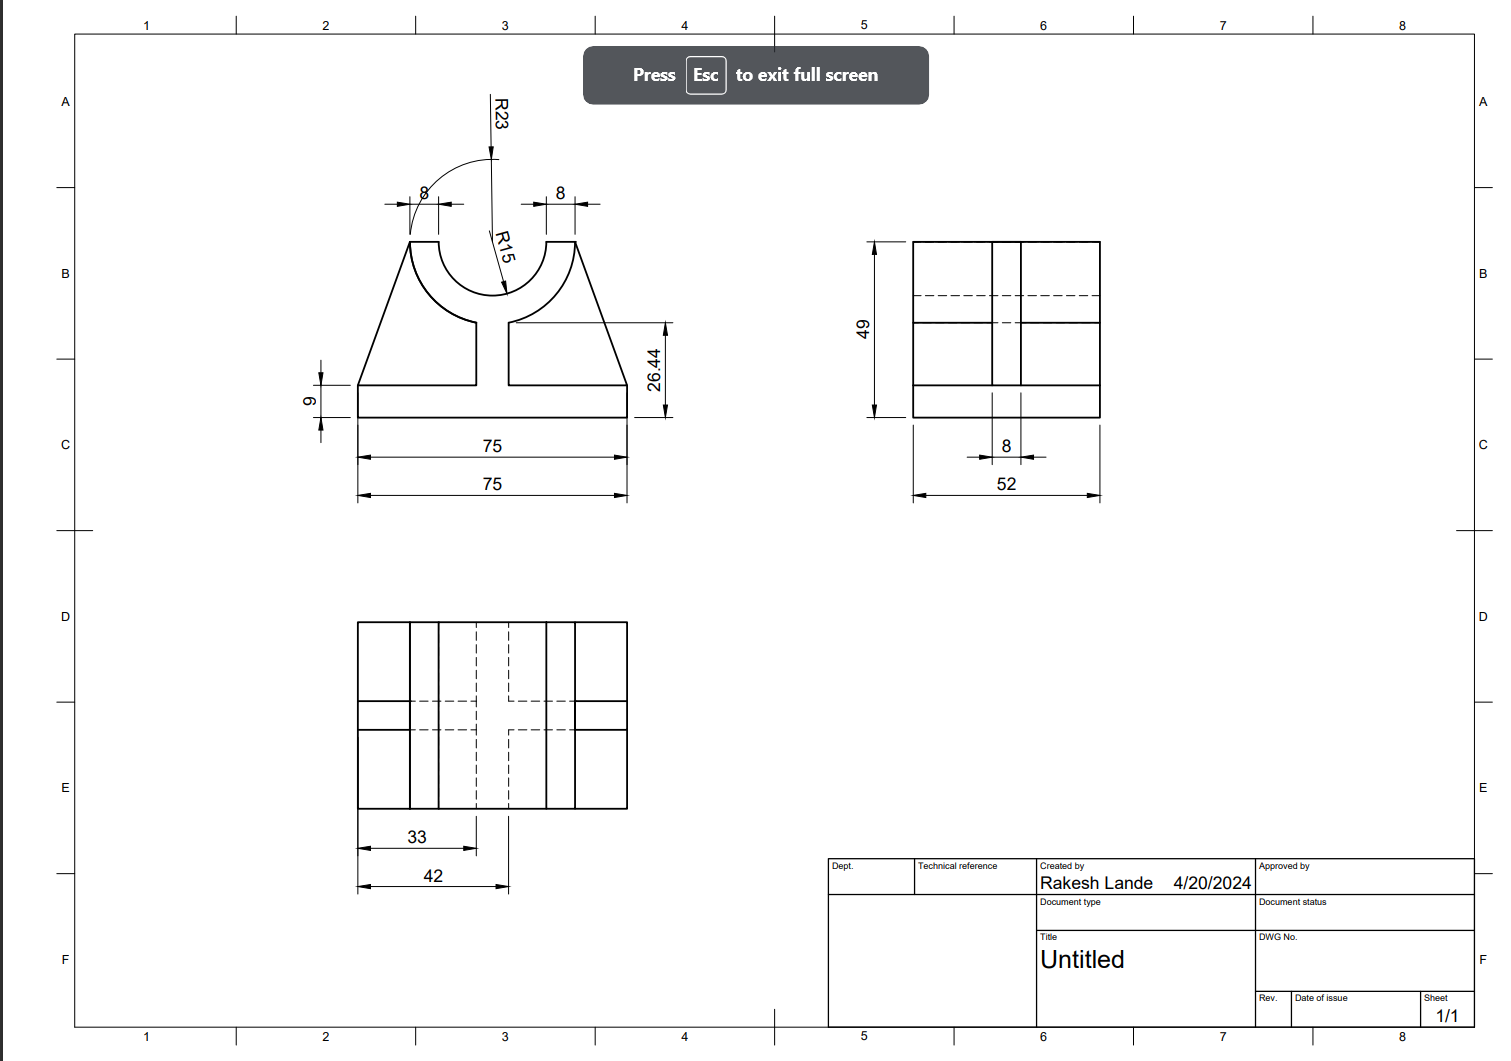 1 2 3 4 5 6 7 8
Press Esc to exit full screen
A A
R23
8 8
R15
B B
49
26.44
9
C C
75 8
75 52
D D
E E
33
42
Dept. Technical reference Created by Approved by
Rakesh Lande 4/20/2024
Document type Document status
Title DWG No.
Untitled
F F
Rev. Date of issue Sheet
1/1
1 2 3 4 5 6 7 8